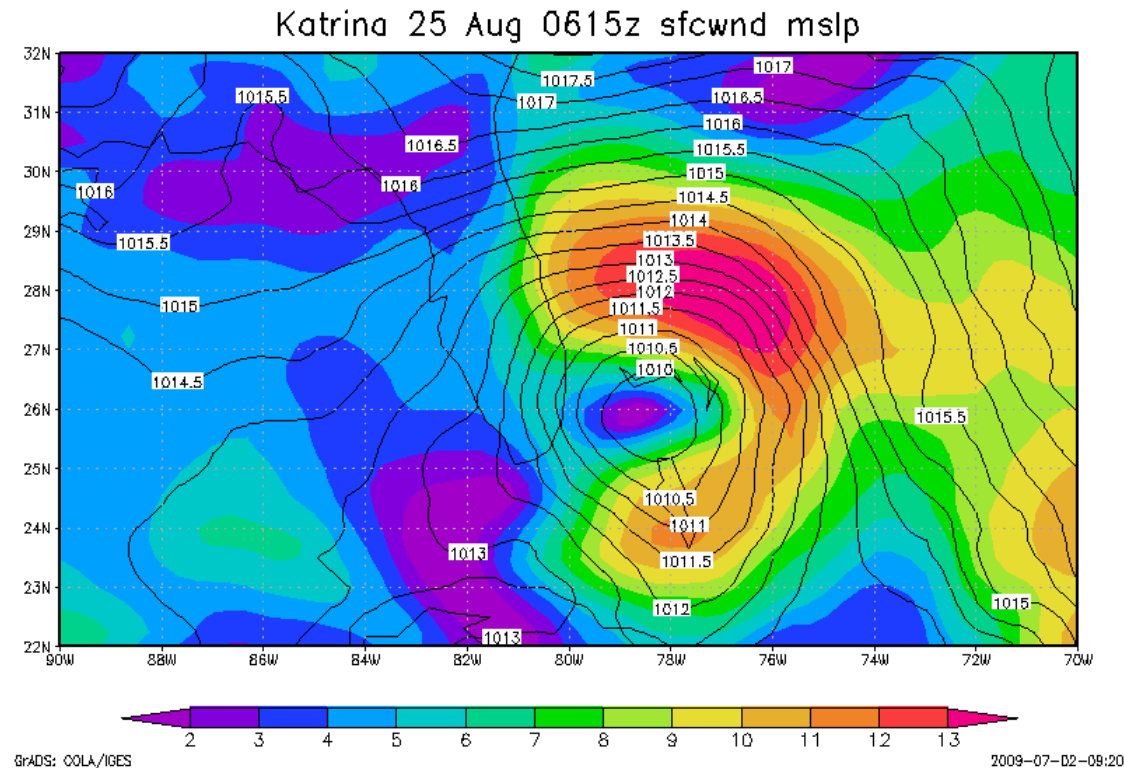 Katrina 25 Aug 0615z sfcwnd mslp
32N
1017.5
1017
1017
31N
1015.5
1016.5
1016
1016.5
1015.5
30N
1016
1016
1015
1014.5
29N
1015.5
1014
1013.5
1013
1012.5
28N
1015
1012
1011.5
1011
27N
1010.5
1014.5
1010
26N
1015.5
25N
1010.5
24N
1011
1013
1011.5
23N
1012
1015
22N
1013
90W 88W 86W 84W 82W 80W 78W 76W 74W 72W 70W
2 3 4 5 6 7 8 9 10 11 12 13
GrADS: COLA/IGES 2009-07-02-09:20